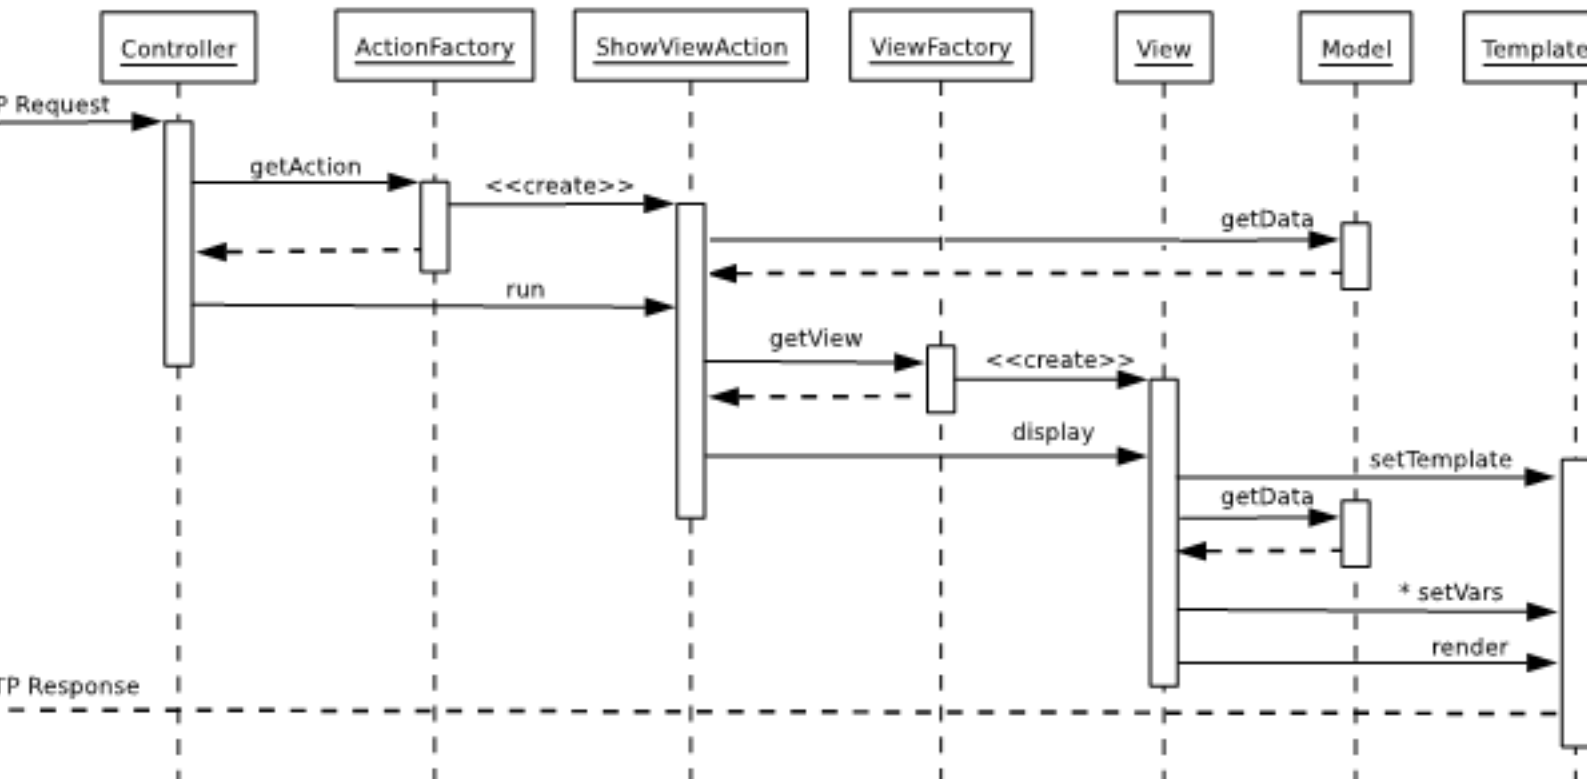 Controller
ActionFactory
ShowViewAction
ViewFactory
View
Model
Template
P Request
getAction
<<create>>
getData
run
getView
<<create>>
display
setTemplate
getData
* setVars
render
TP Response